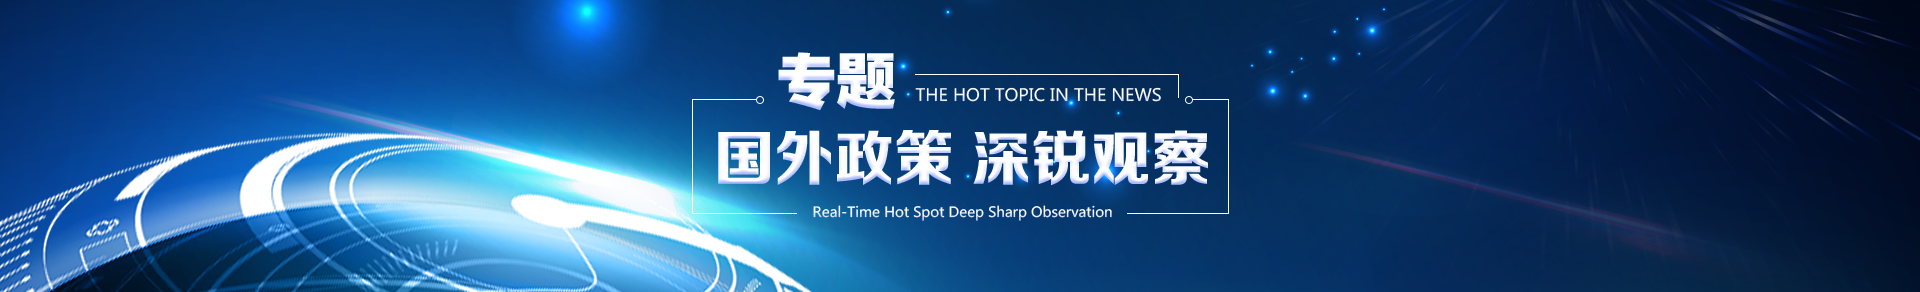 专题
THE HOT TOPIC IN THE NEWS
国外政策 深锐观察
Real-Time Hot Spot Deep Sharp Observation